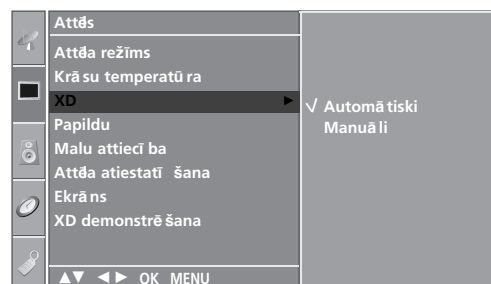 Attēls
Attēla režīms
Krāsu temperatūra
XD ►
Papildu
Malu attiecība
Attēla atiestatīšana
Ekrāns
XD demonstrēšana
√ Automātiski
Manuāli
▲▼ ◄► OK MENU